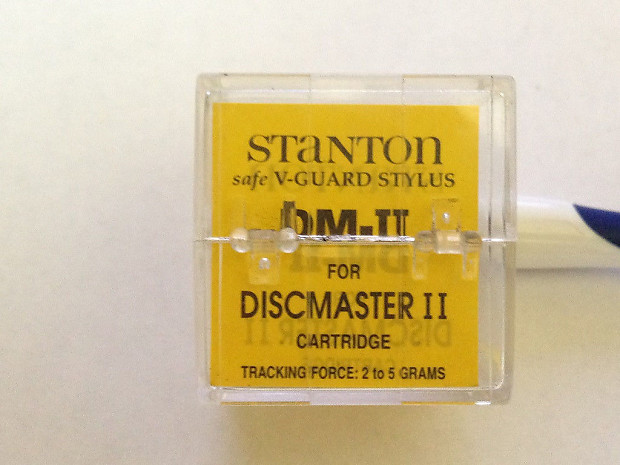 STANTON
safe V-GUARD STYLUS
DM-II
FOR
DISCMASTER II
CARTRIDGE
TRACKING FORCE: 2 to 5 GRAMS